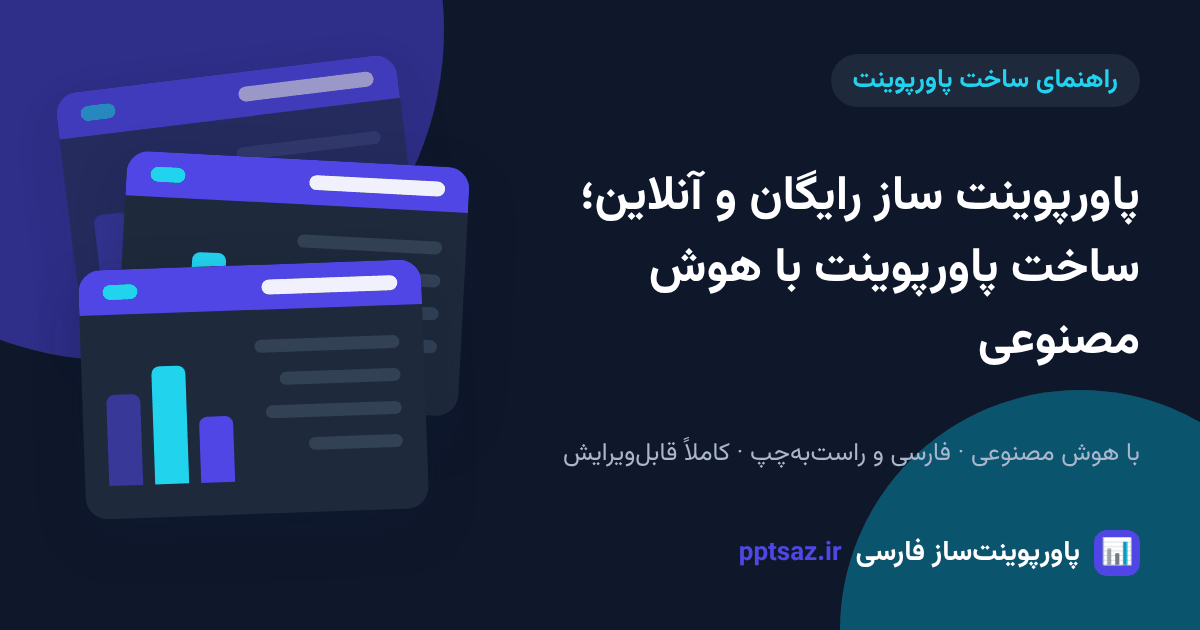 راهنمای ساخت پاورپوینت
پاورپوینت ساز رایگان و آنلاین؛
ساخت پاورپوینت با هوش
مصنوعی
با هوش مصنوعی · فارسی و راست‌به‌چپ · کاملاً قابل‌ویرایش
پاورپوینت‌ساز فارسی pptsaz.ir